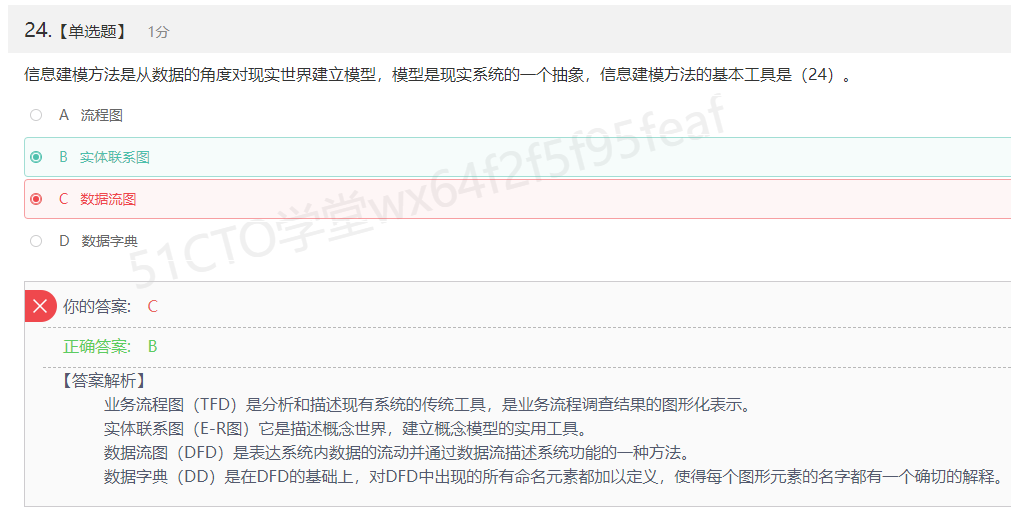 24.【单选题】 1分
信息建模方法是从数据的角度对现实世界建立模型，模型是现实系统的一个抽象，信息建模方法的基本工具是（24）。
A 流程图
B 实体联系图
C 数据流图
D 数据字典
51CTO学堂wx64f2f5f95feaf
你的答案: C
正确答案: B
【答案解析】
业务流程图（TFD）是分析和描述现有系统的传统工具，是业务流程调查结果的图形化表示。
实体联系图（E-R图）它是描述概念世界，建立概念模型的实用工具。
数据流图（DFD）是表达系统内数据的流动并通过数据流描述系统功能的一种方法。
数据字典（DD）是在DFD的基础上，对DFD中出现的所有命名元素都加以定义，使得每个图形元素的名字都有一个确切的解释。